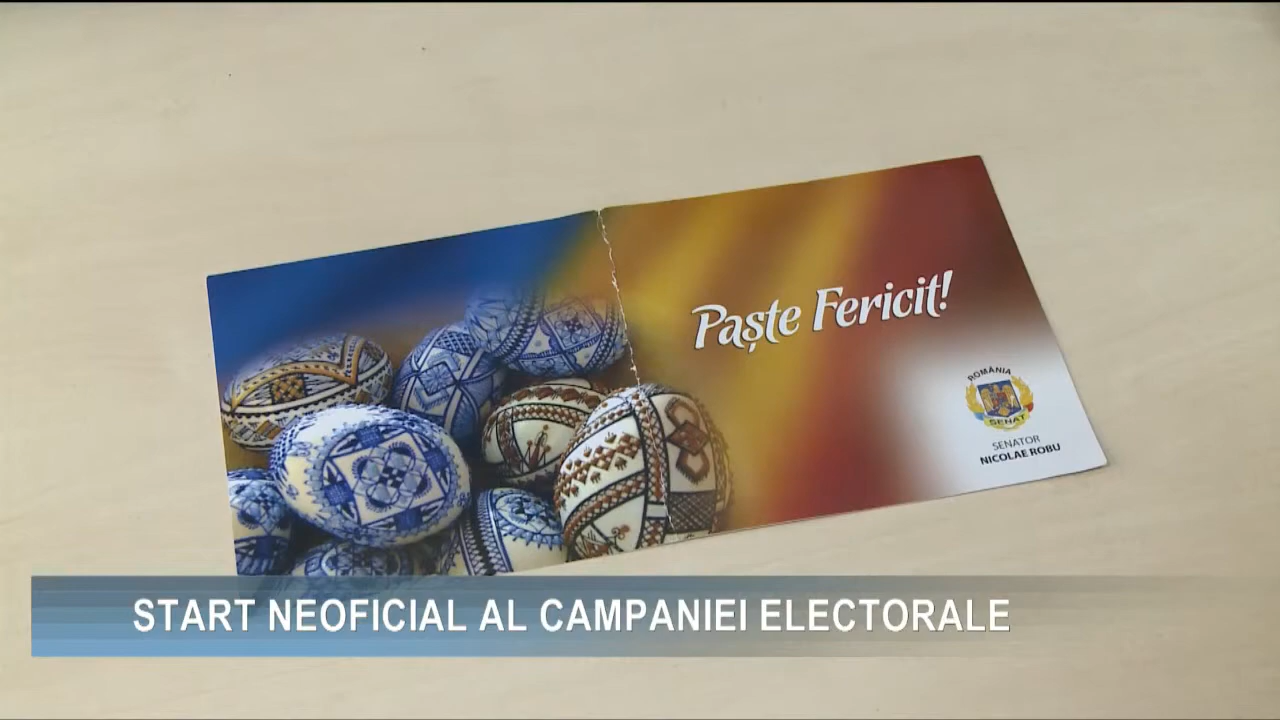 Paște Fericit!
ROMÂNIA
SENAT
SENATOR
NICOLAE ROBU
START NEOFICIAL AL CAMPANIEI ELECTORALE